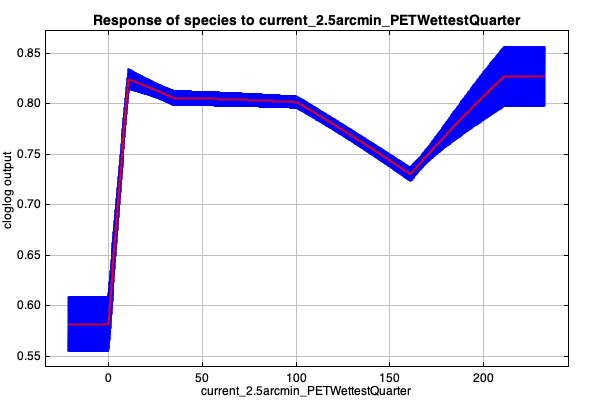 Response of species to current_2.5arcmin_PETWettestQuarter
0.85
0.80
0.75
0.70
0.65
0.60
0.55
cloglog output
0 50 100 150 200
current_2.5arcmin_PETWettestQuarter